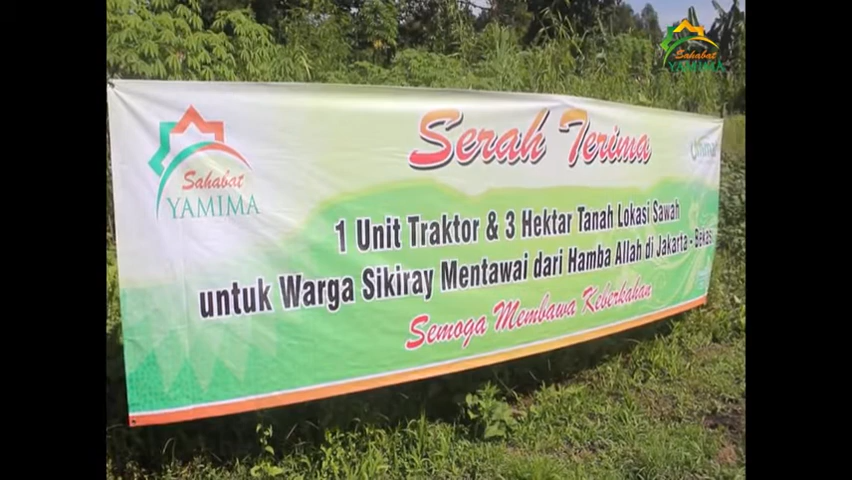 Sahabat
YAMIMA
Serah Terima
Sahabat
YAMIMA
1 Unit Traktor & 3 Hektar Tanah Lokasi Sawah
untuk Warga Sikiray Mentawai dari Hamba Allah di Jakarta - Bekasi
Semoga Membawa Keberkahan